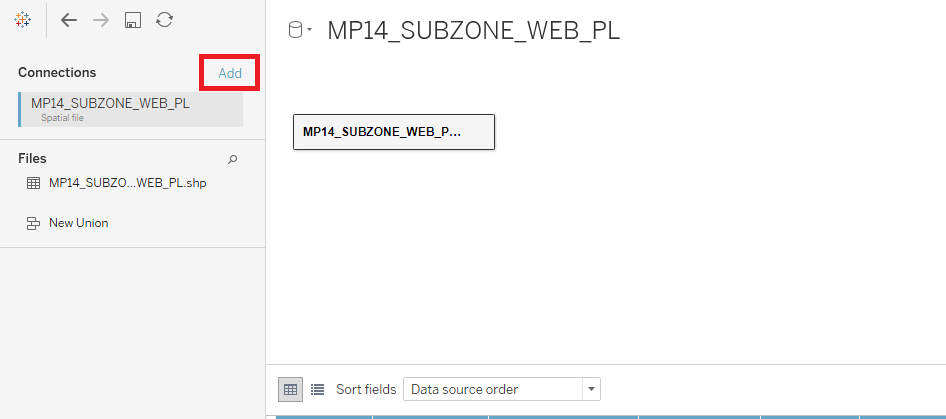 MP14_SUBZONE_WEB_PL
Connections Add
MP14_SUBZONE_WEB_PL
Spatial file
MP14_SUBZONE_WEB_P...
Files
MP14_SUBZO...WEB_PL.shp
New Union
Sort fields Data source order